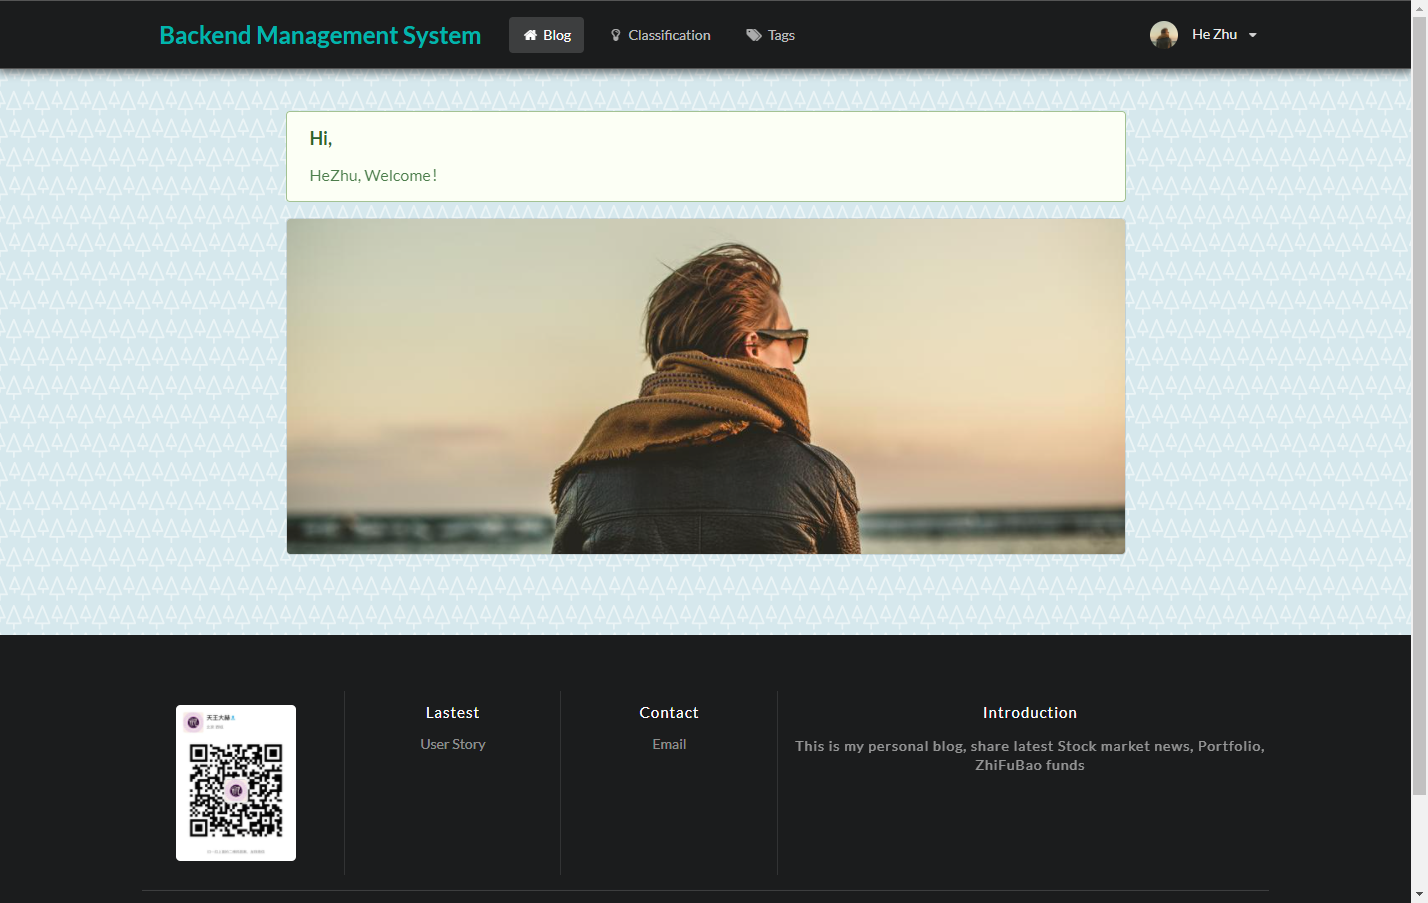 Backend Management System
Blog
Classification
Tags
He Zhu
Hi,
HeZhu, Welcome！
天王大赫
Lastest
User Story
Contact
Email
Introduction
This is my personal blog, share latest Stock market news, Portfolio,
ZhiFuBao funds